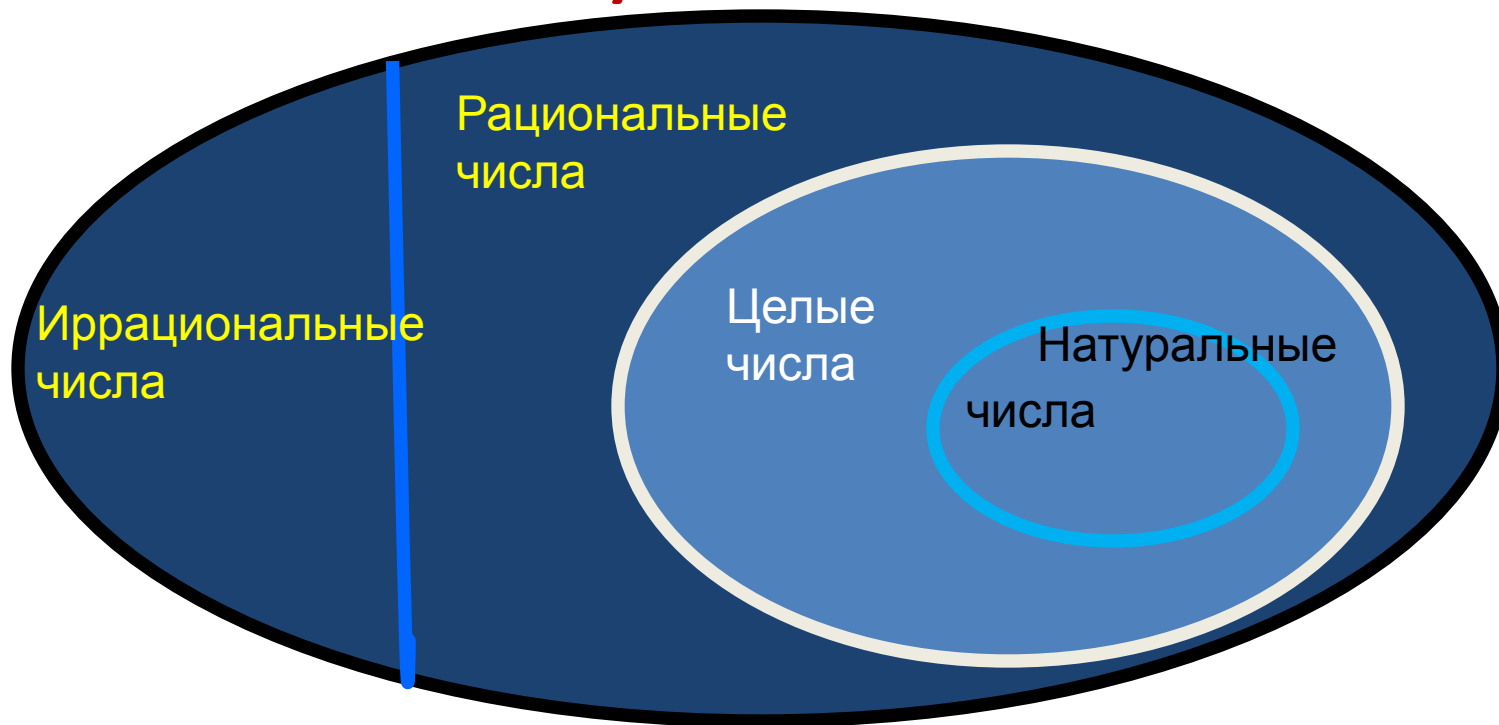 Рациональные
числа
Иррациональные
числа
Целые
числа
Натуральные
числа